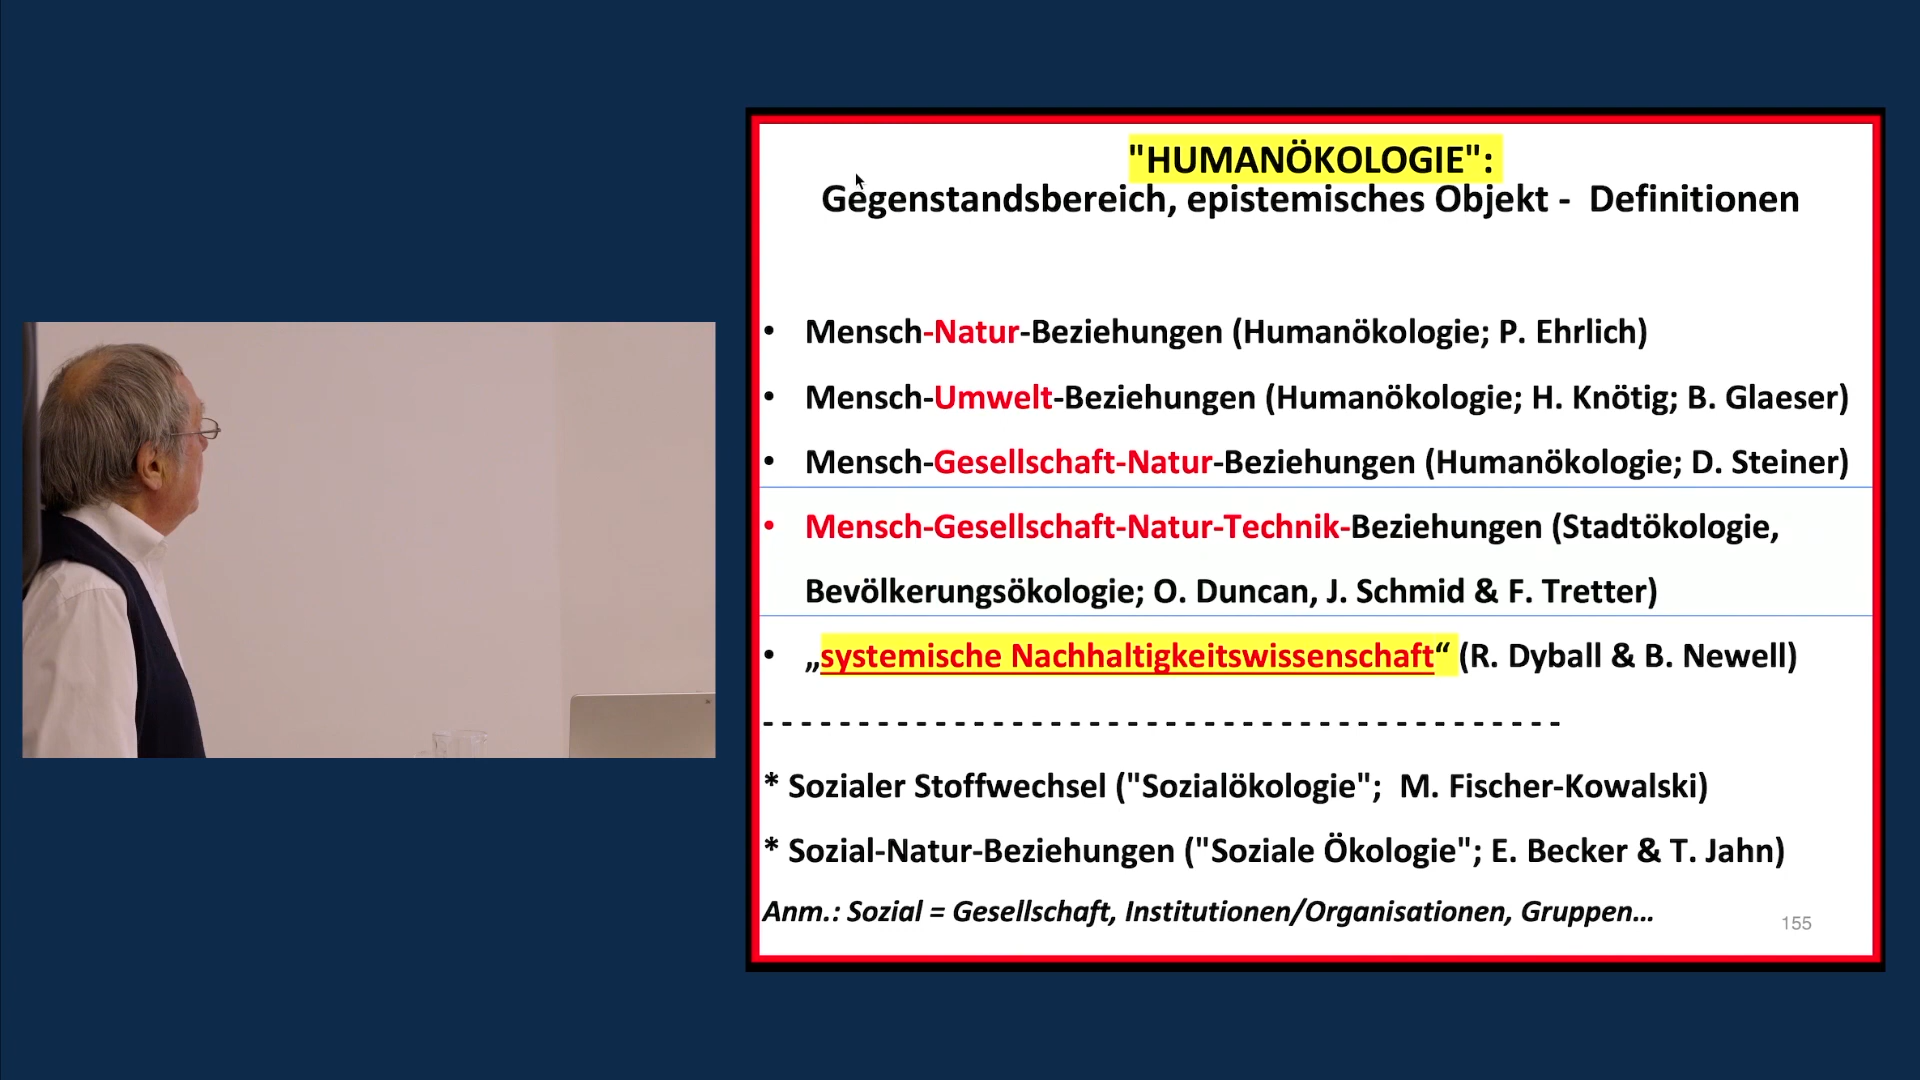 "HUMANÖKOLOGIE":
Gegenstandsbereich, epistemisches Objekt - Definitionen
• Mensch-Natur-Beziehungen (Humanökologie; P. Ehrlich)
• Mensch-Umwelt-Beziehungen (Humanökologie; H. Knötig; B. Glaeser)
• Mensch-Gesellschaft-Natur-Beziehungen (Humanökologie; D. Steiner)
• Mensch-Gesellschaft-Natur-Technik-Beziehungen (Stadtökologie,
Bevölkerungsökologie; O. Duncan, J. Schmid & F. Tretter)
• „systemische Nachhaltigkeitswissenschaft“ (R. Dyball & B. Newell)
- - - - - - - - - - - - - - - - - - - - - - - - - - - - - - - - - - - - - - - - - -
* Sozialer Stoffwechsel ("Sozialökologie"; M. Fischer-Kowalski)
* Sozial-Natur-Beziehungen ("Soziale Ökologie"; E. Becker & T. Jahn)
Anm.: Sozial = Gesellschaft, Institutionen/Organisationen, Gruppen...
155